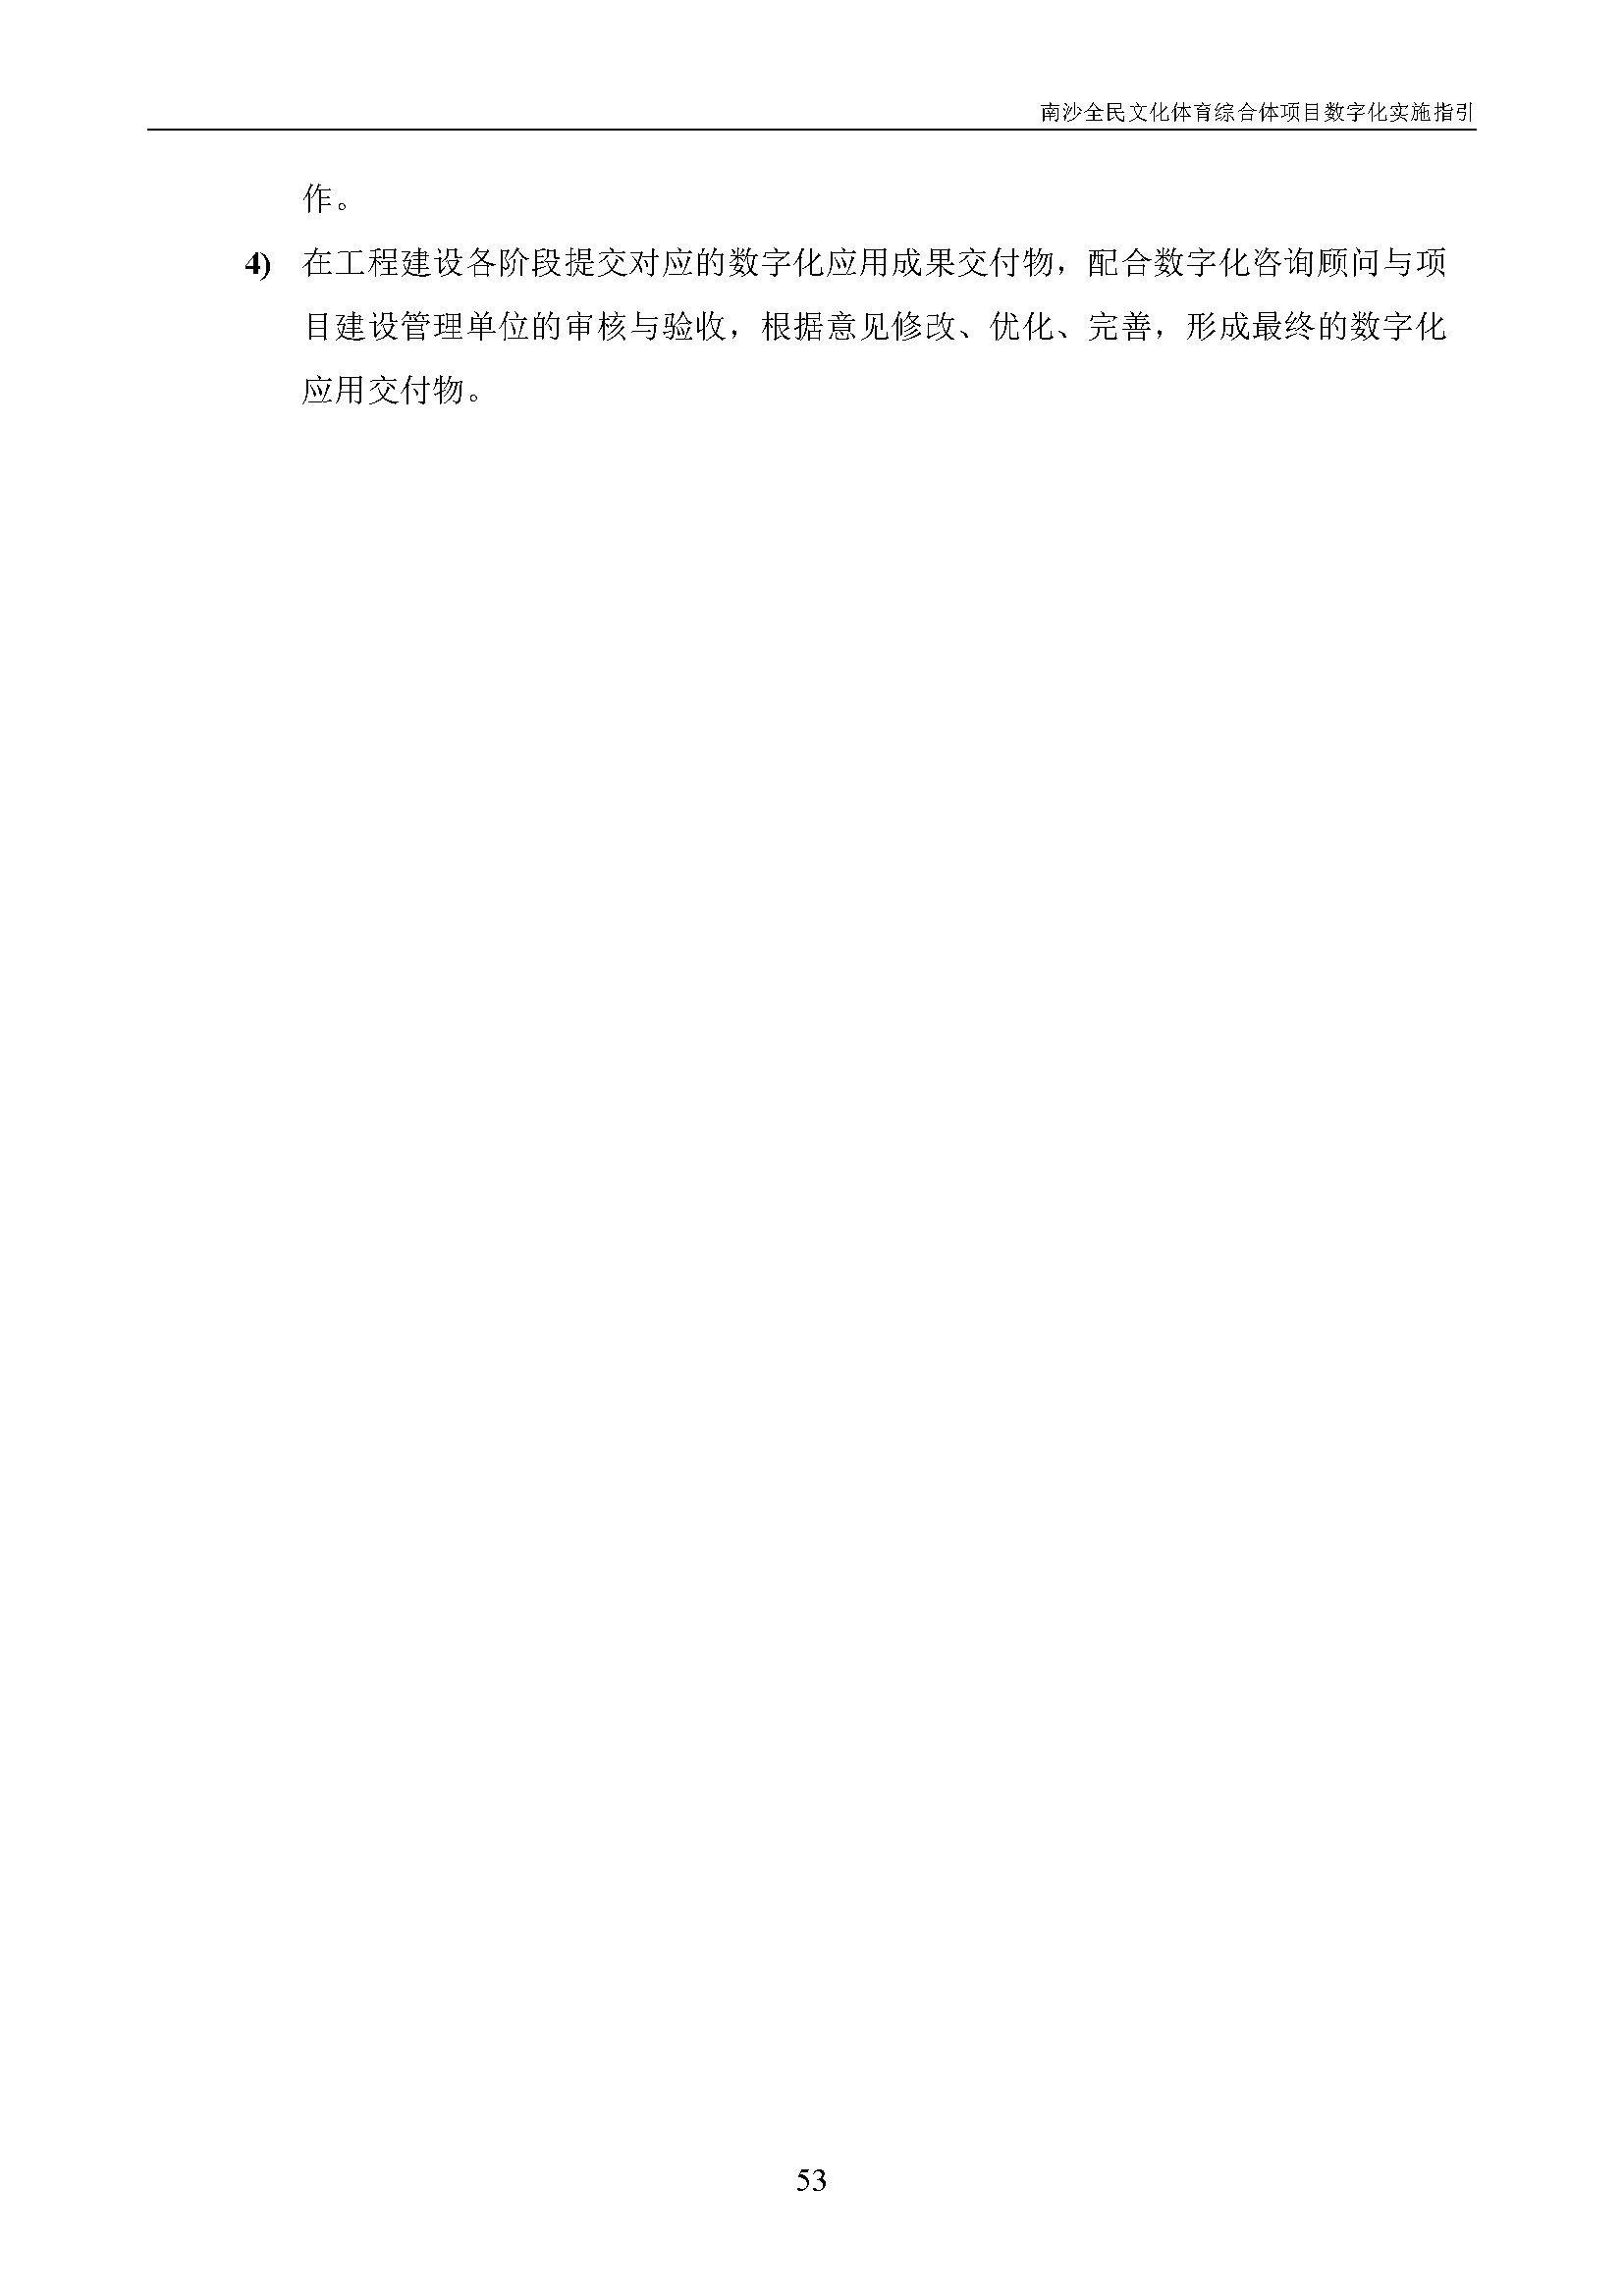 南沙全民文化体育综合体项目数字化实施指引
作。
4) 在工程建设各阶段提交对应的数字化应用成果交付物，配合数字化咨询顾问与项
目建设管理单位的审核与验收，根据意见修改、优化、完善，形成最终的数字化
应用交付物。
53